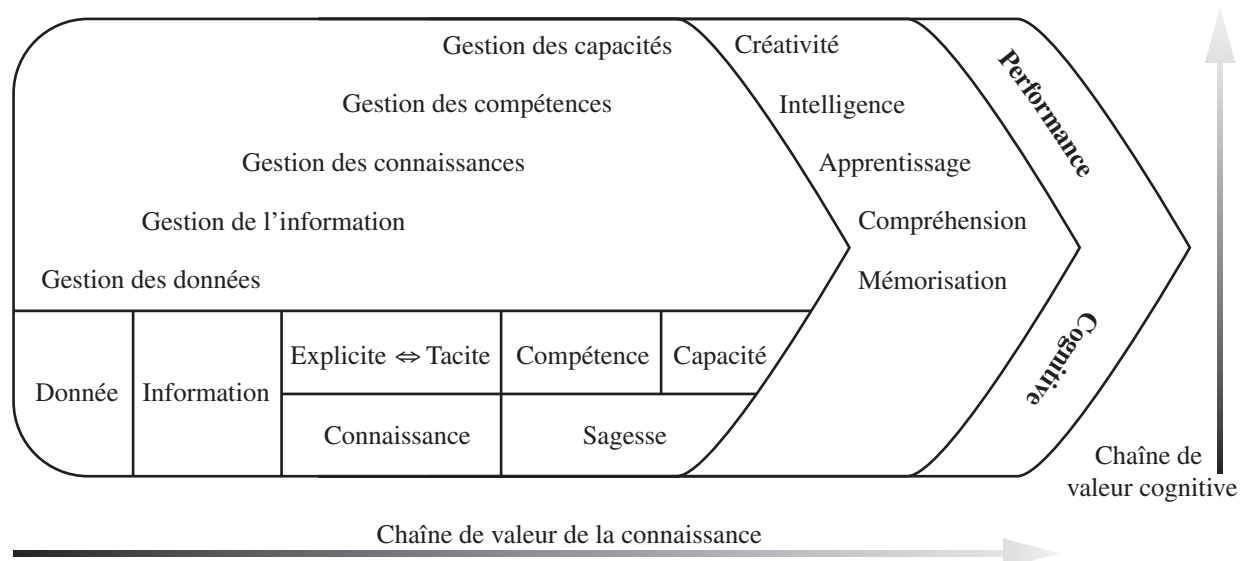 Gestion des capacités
Créativité
Gestion des compétences
Intelligence
Gestion des connaissances
Apprentissage
Gestion de l’information
Compréhension
Gestion des données
Mémorisation
Performance
Cognitive
Donnée
Information
Explicite ⇔ Tacite
Compétence
Capacité
Connaissance
Sagesse
Chaîne de
valeur cognitive
Chaîne de valeur de la connaissance